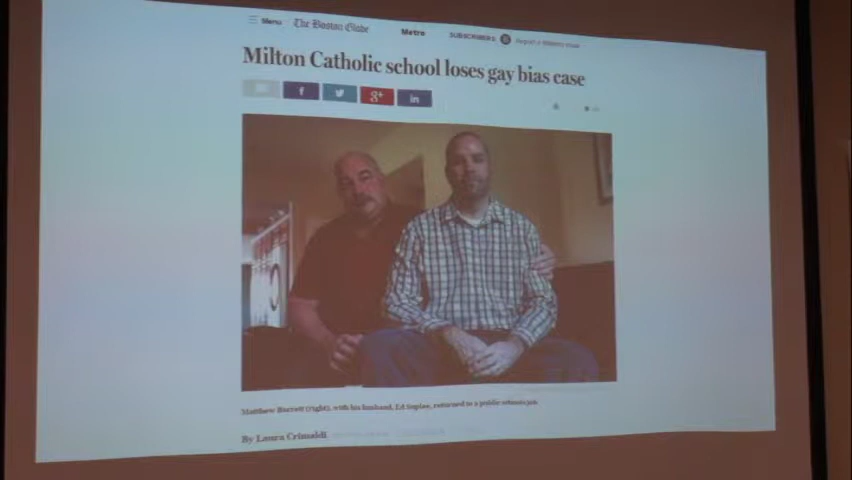 Menu The Boston Globe Metro SUBSCRIBERS
Milton Catholic school loses gay bias case
f g+ in
Matthew Barrett (right), with his husband, Ed Suplee, returned to a public schools job.
By Laura Crimaldi